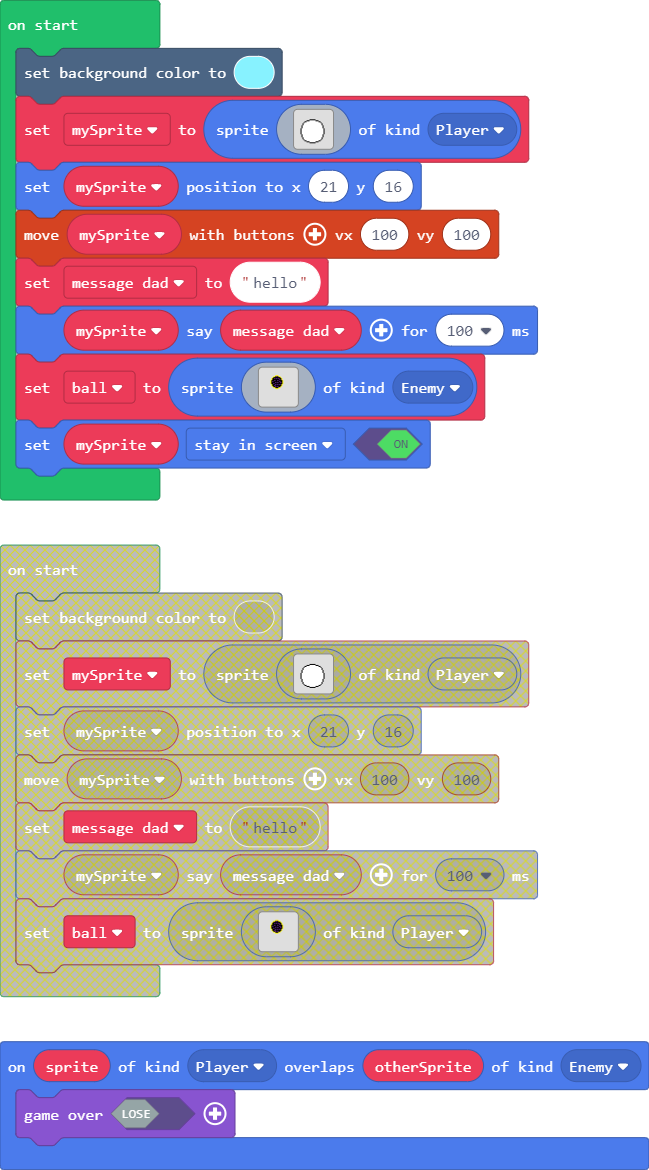 on start
set background color to
set mySprite to sprite of kind Player
set mySprite position to x 21 y 16
move mySprite with buttons vx 100 vy 100
set message dad to "hello"
mySprite say message dad for 100 ms
set ball to sprite of kind Enemy
set mySprite stay in screen ON
on start
set background color to
set mySprite to sprite of kind Player
set mySprite position to x 21 y 16
move mySprite with buttons vx 100 vy 100
set message dad to "hello"
mySprite say message dad for 100 ms
set ball to sprite of kind Player
on sprite of kind Player overlaps otherSprite of kind Enemy
game over LOSE